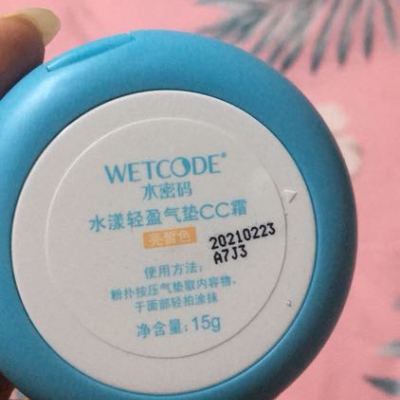 WETCODE®
水密码
水漾轻盈气垫CC霜
亮皙色
20210223
A7J3
使用方法：
粉扑按压气垫取内容物，
于面部轻拍涂抹
净含量：15g